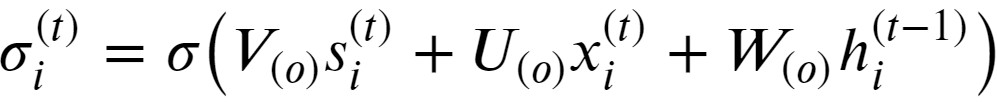 σ_i^{(t)} = σ(V_{(o)} s_i^{(t)} + U_{(o)} x_i^{(t)} + W_{(o)} h_i^{(t−1)})